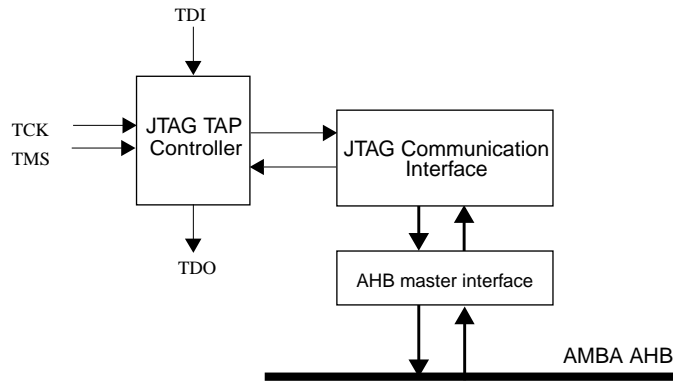 TDI
TCK
TMS
JTAG TAP
Controller
JTAG Communication
Interface
TDO
AHB master interface
AMBA AHB